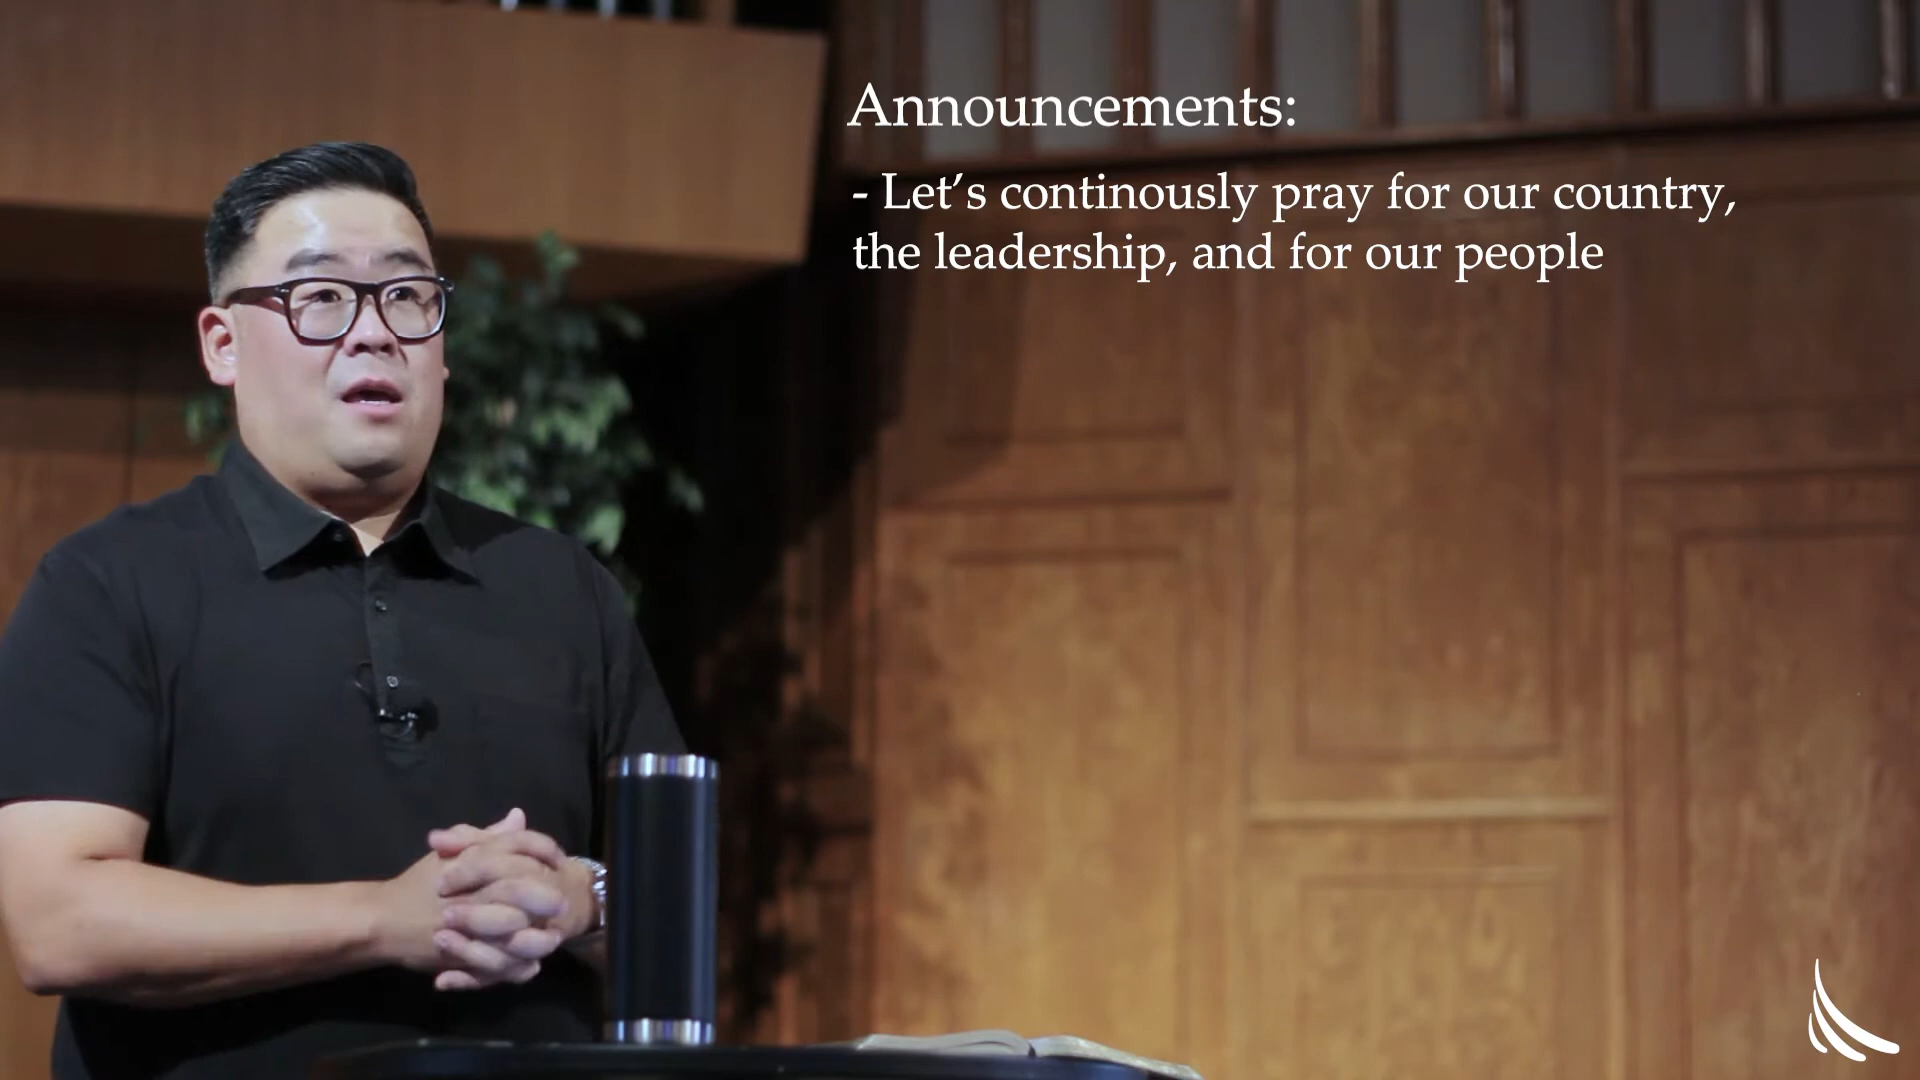 Announcements:
- Let’s continously pray for our country,
the leadership, and for our people